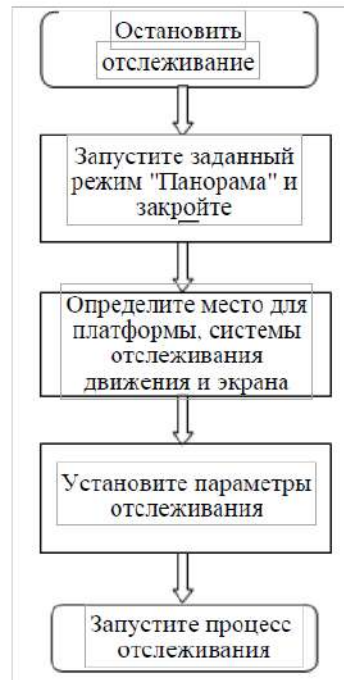 Остановить
отслеживание
Запустите заданный
режим "Панорама" и
закройте
Определите место для
платформы, системы
отслеживания
движения и экрана
Установите параметры
отслеживания
Запустите процесс
отслеживания